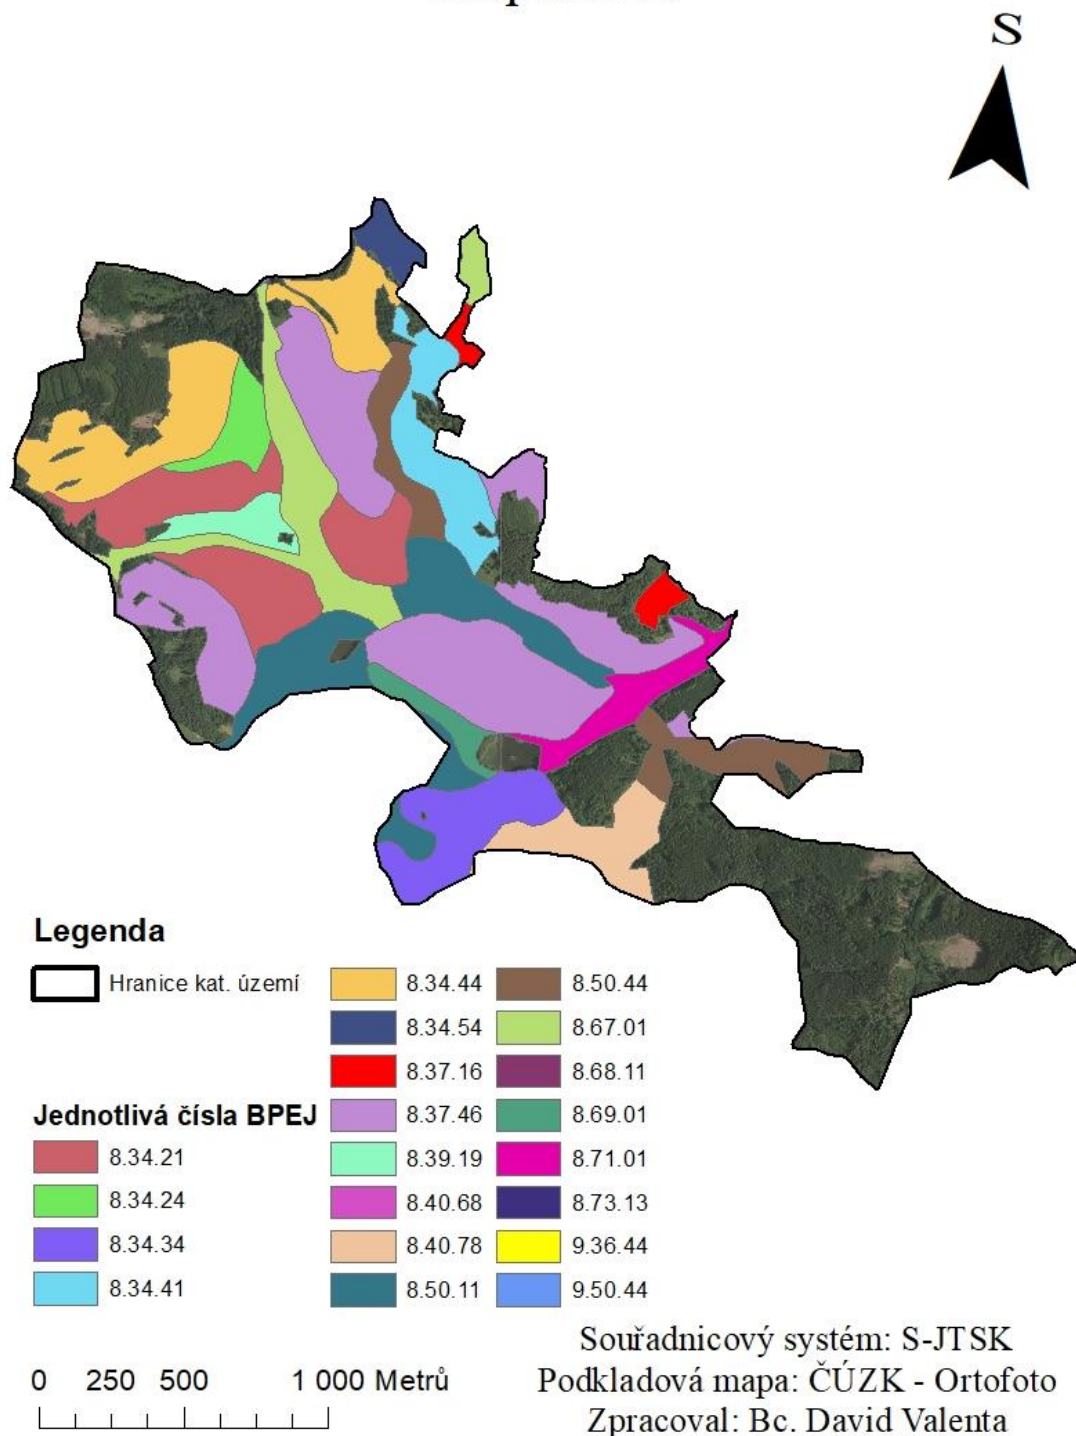 S
Legenda
Hranice kat. území
Jednotlivá čísla BPEJ
8.34.21
8.34.24
8.34.34
8.34.41
8.34.44
8.34.54
8.37.16
8.37.46
8.39.19
8.40.68
8.40.78
8.50.11
8.50.44
8.67.01
8.68.11
8.69.01
8.71.01
8.73.13
9.36.44
9.50.44
0 250 500 1 000 Metrů
Souřadnicový systém: S-JTSK
Podkladová mapa: ČÚZK - Ortofoto
Zpracoval: Bc. David Valenta